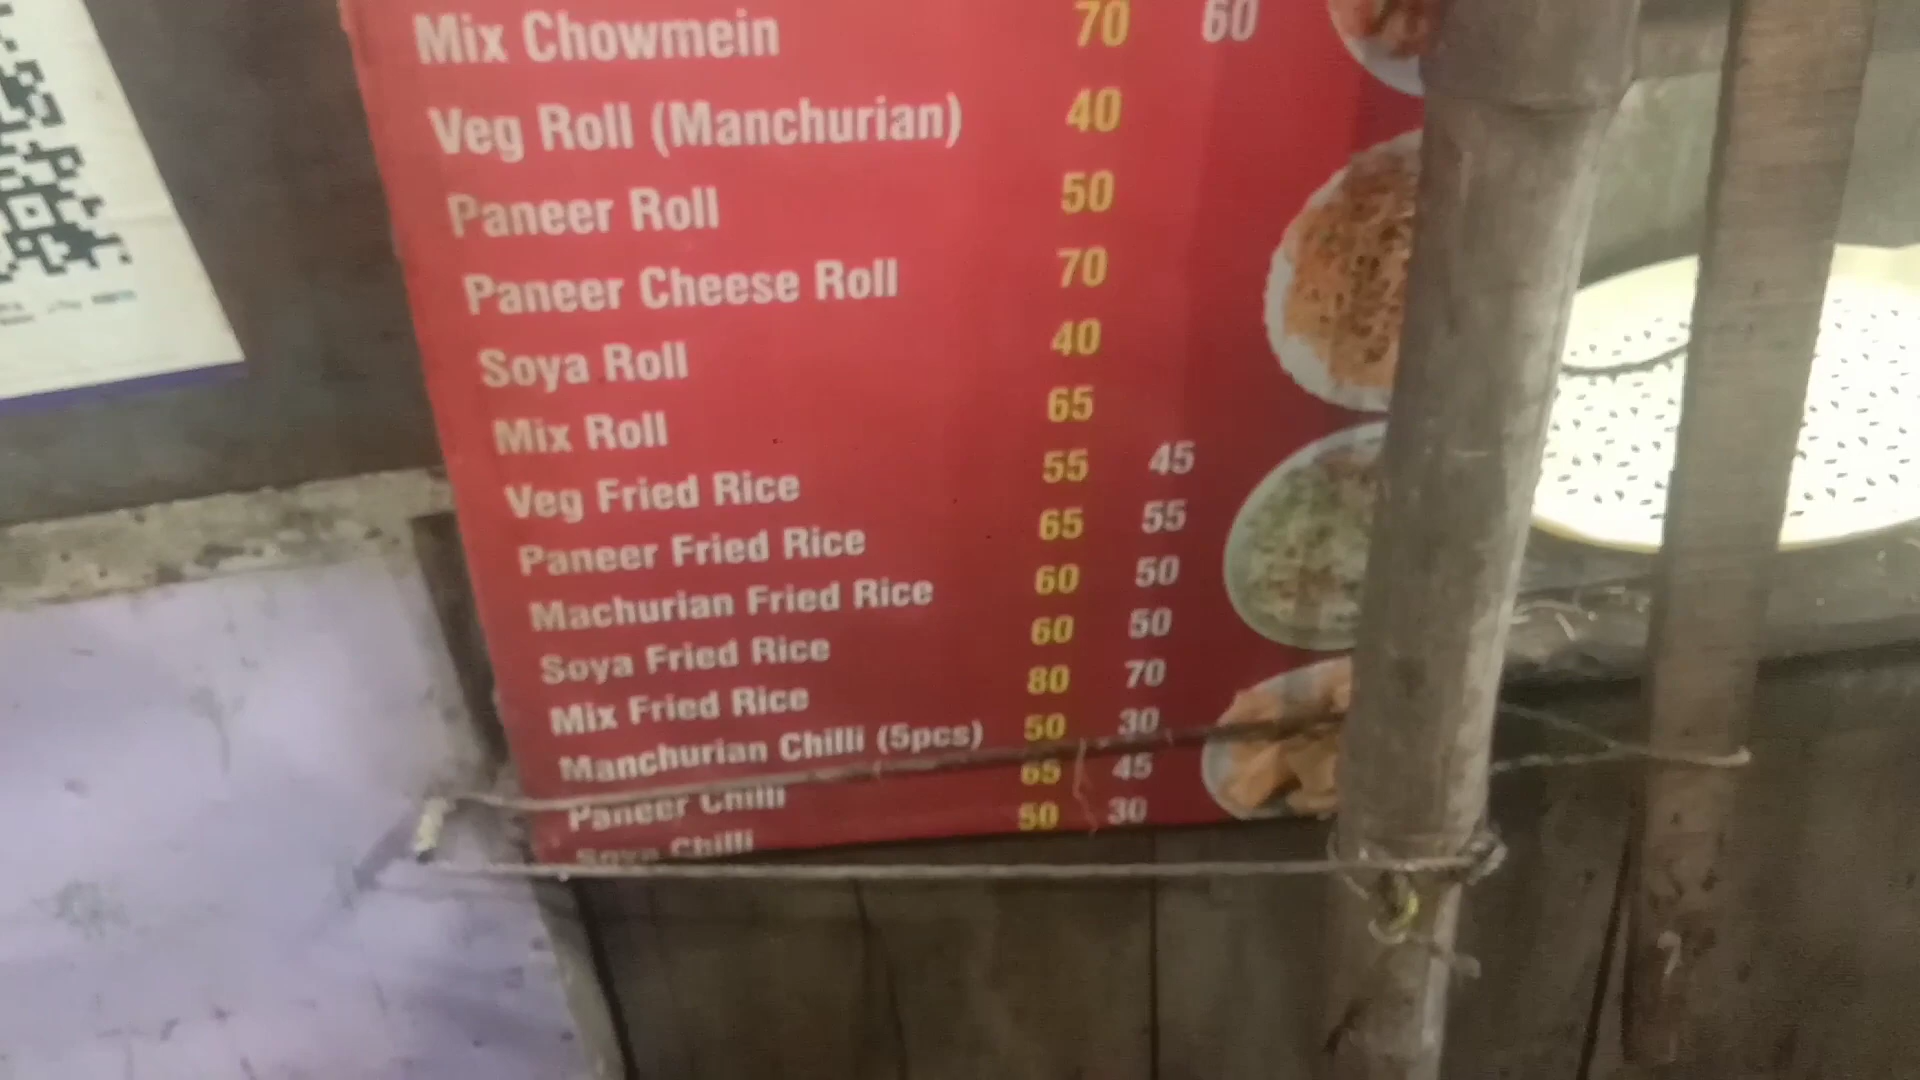 Mix Chowmein 70 60
Veg Roll (Manchurian) 40
Paneer Roll 50
Paneer Cheese Roll 70
Soya Roll 40
Mix Roll 65
Veg Fried Rice 55 45
Paneer Fried Rice 65 55
Machurian Fried Rice 60 50
Soya Fried Rice 60 50
Mix Fried Rice 80 70
Manchurian Chilli (5pcs) 50 30
Paneer Chilli 65 45
Soya Chilli 50 30